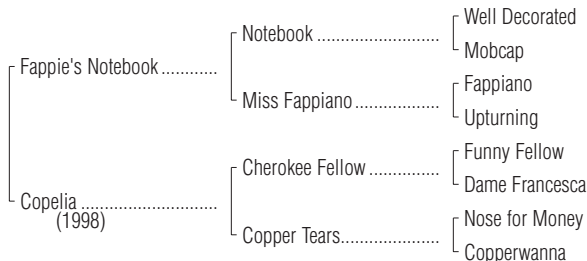 Well Decorated
Notebook ....................................
Mobcap
Fappie's Notebook ............
Fappiano
Miss Fappiano .........................
Upturning
Funny Fellow
Cherokee Fellow ....................
Dame Francesca
Copelia .............................
(1998)
Nose for Money
Copper Tears............................
Copperwanna